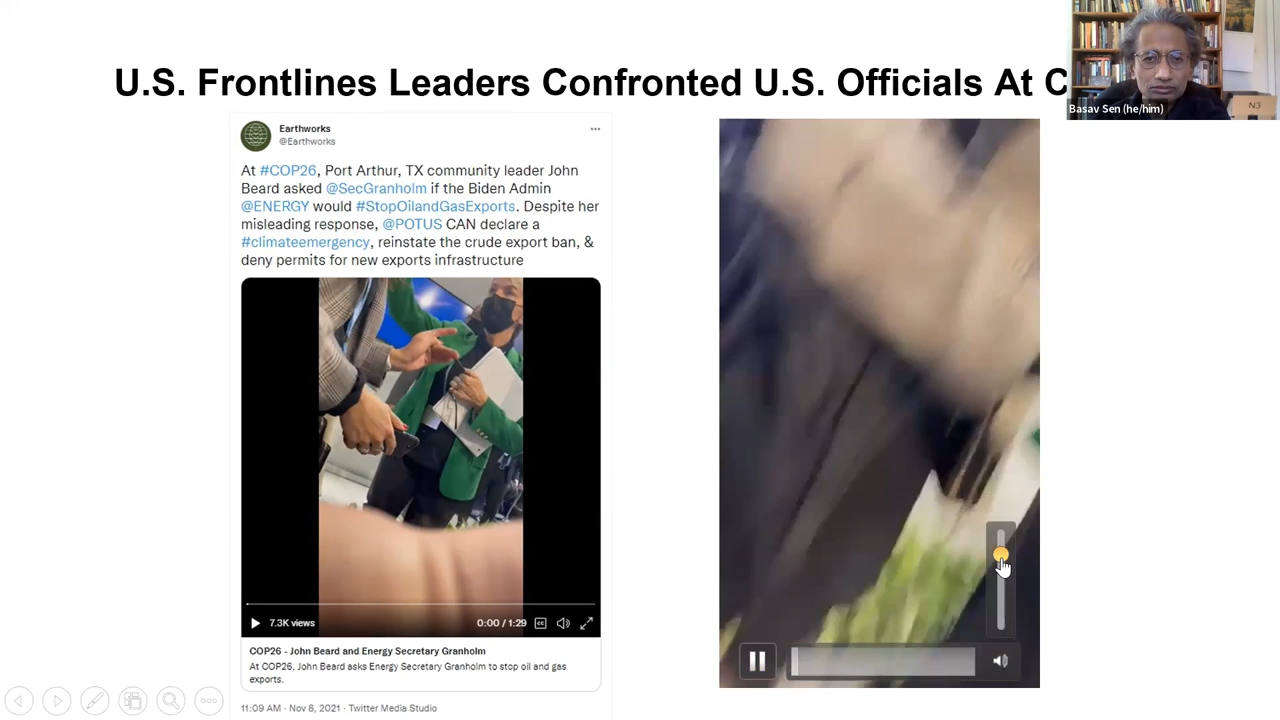 U.S. Frontlines Leaders Confronted U.S. Officials At C
Basav Sen (he/him)
N3
Earthworks
@Earthworks
At #COP26, Port Arthur, TX community leader John
Beard asked @SecGranholm if the Biden Admin
@ENERGY would #StopOilandGasExports. Despite her
misleading response, @POTUS CAN declare a
#climateemergency, reinstate the crude export ban, &
deny permits for new exports infrastructure
7.3K views
0:00 / 1:29
CC
COP26 - John Beard and Energy Secretary Granholm
At COP26, John Beard asks Energy Secretary Granholm to stop oil and gas
exports.
11:09 AM · Nov 8, 2021 · Twitter Media Studio